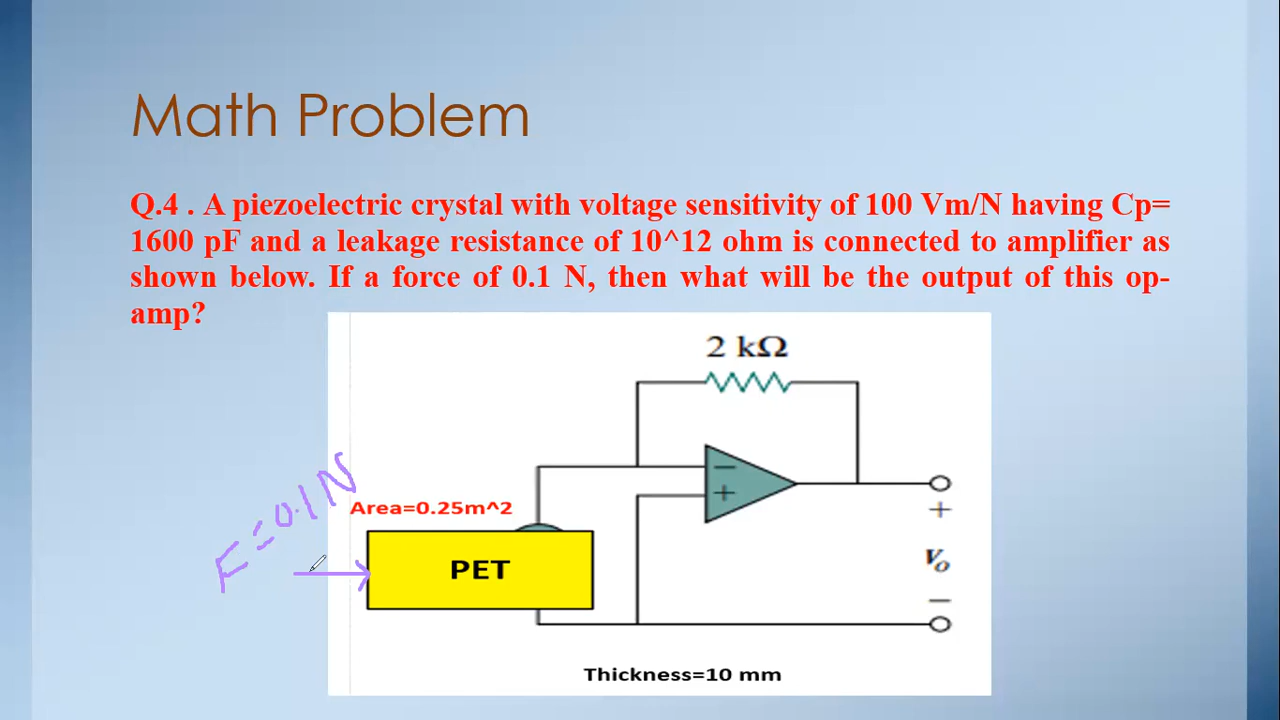 Math Problem
Q.4 . A piezoelectric crystal with voltage sensitivity of 100 Vm/N having Cp=
1600 pF and a leakage resistance of 10^12 ohm is connected to amplifier as
shown below. If a force of 0.1 N, then what will be the output of this op-
amp?
2 kΩ
F=0.1N
Area=0.25m^2
−
+
+
PET
vo
−
Thickness=10 mm